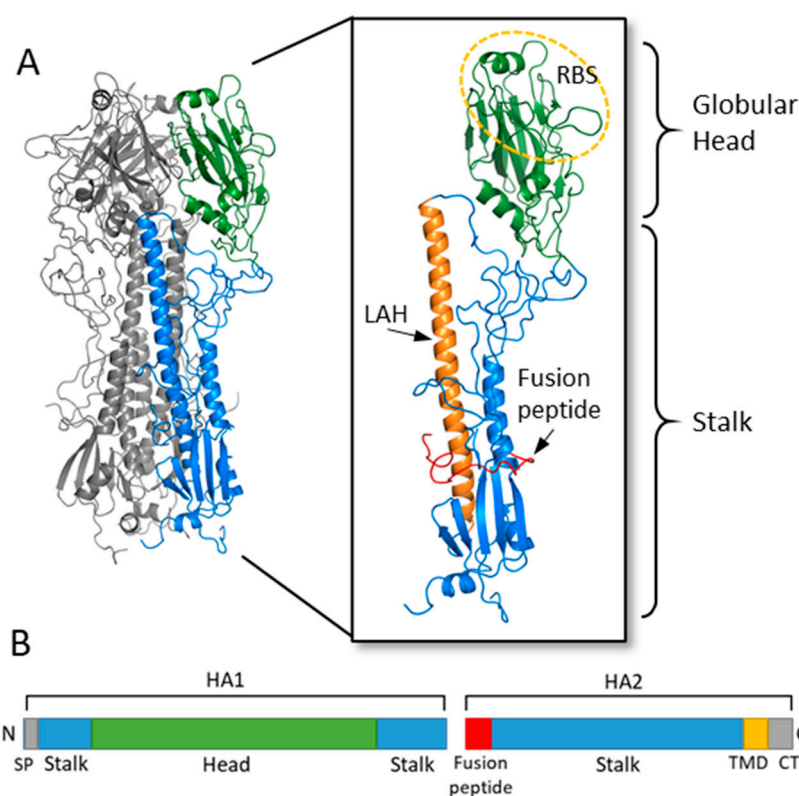 A
RBS
Globular
Head
LAH
Fusion
peptide
Stalk
B
HA1
HA2
N
SP
Stalk
Head
Stalk
Fusion
peptide
Stalk
TMD
CT